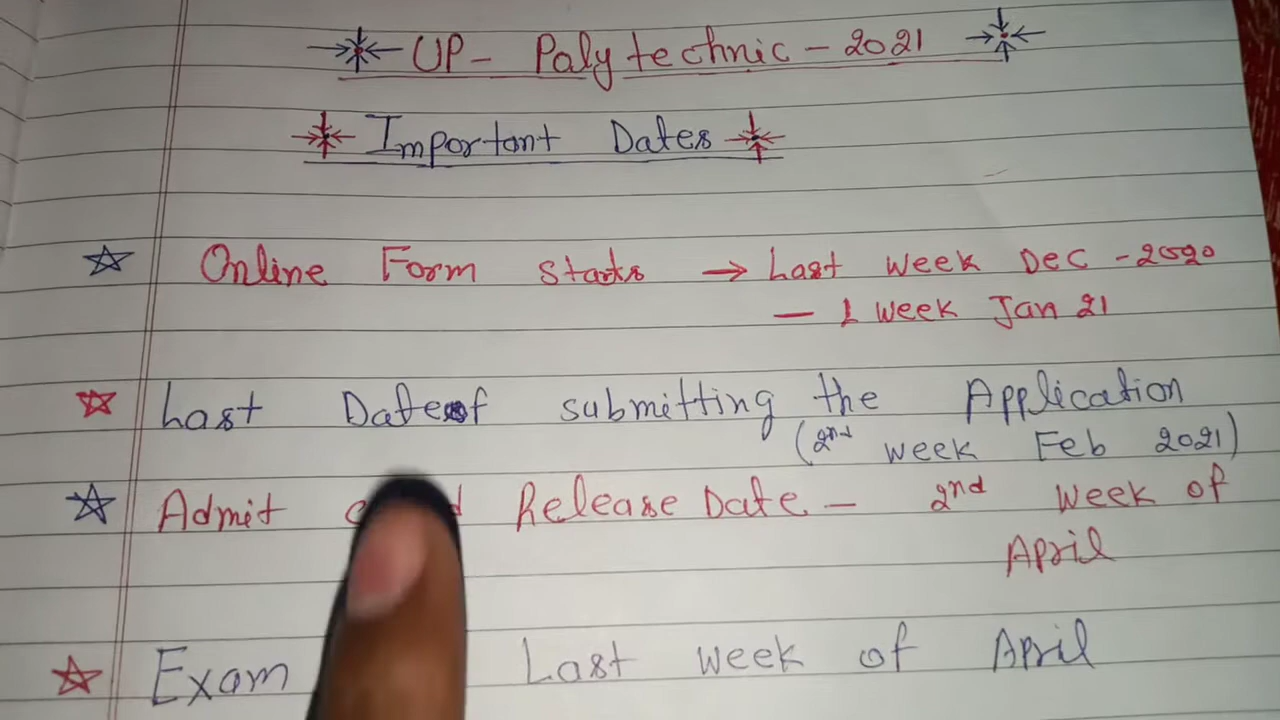 UP- Palytechnic - 2021
Important Dates
Online Form starts → Last week Dec - 2020
- 1 week Jan 21
Last Date of submitting the Application
(2nd week Feb 2021)
Admit Release Date - 2nd week of
April
Exam Last week of April